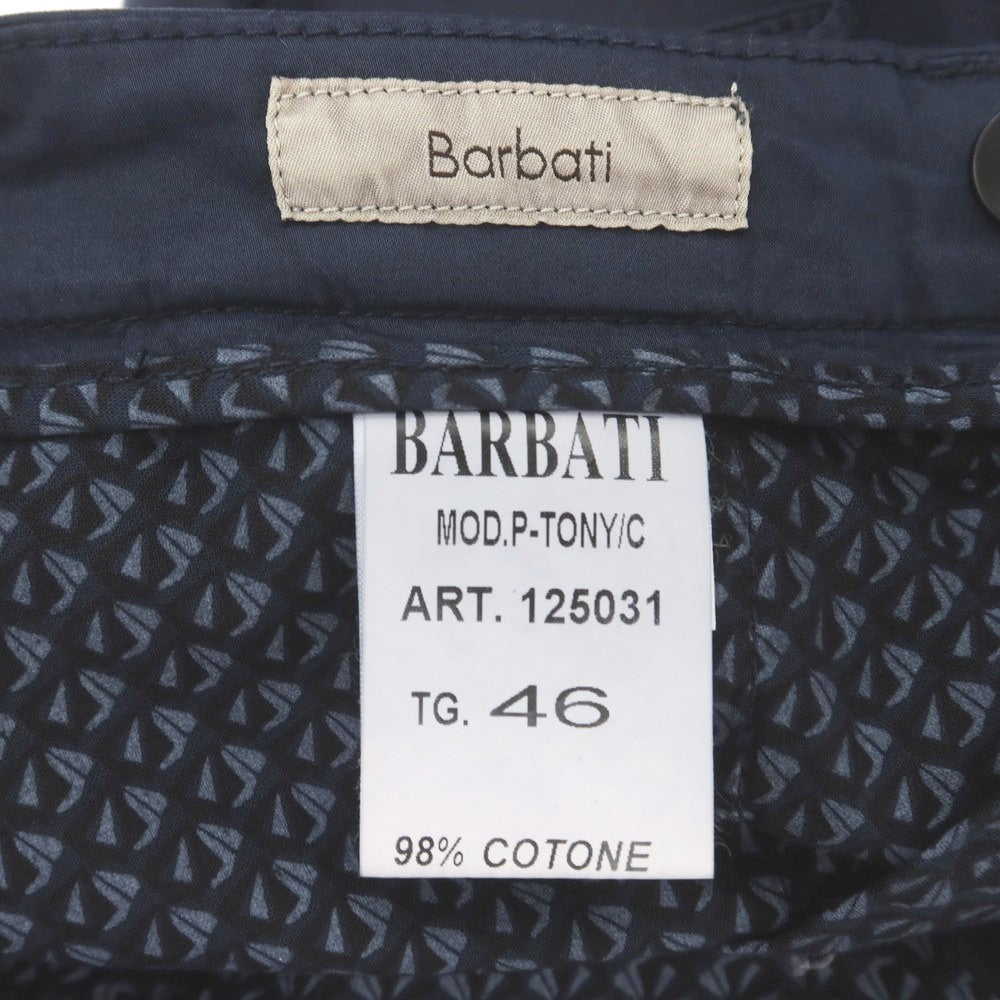 Barbati
BARBATI
MOD.P-TONY/C
ART. 125031
TG. 46
98% COTONE